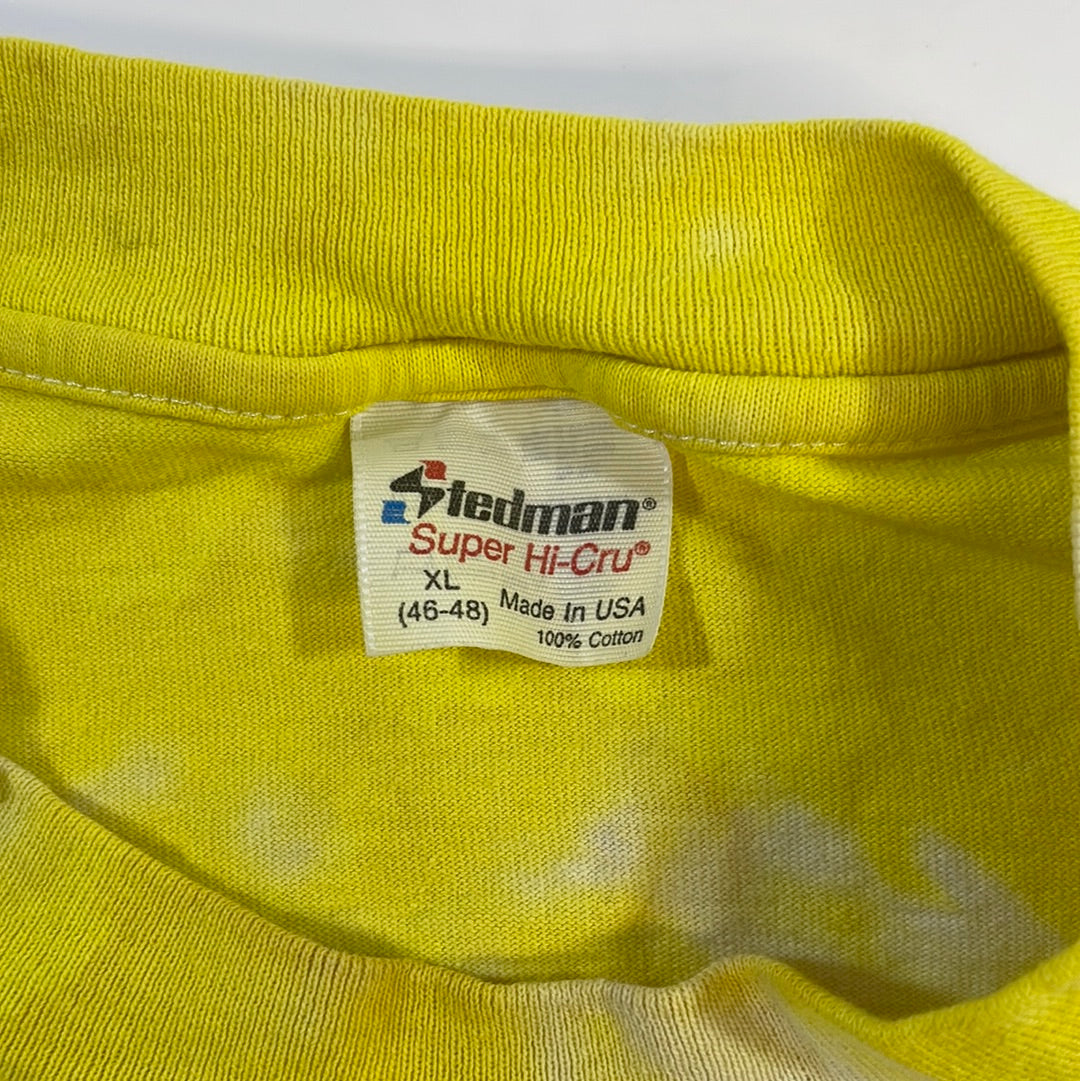 Stedman®
Super Hi-Cru®
XL
(46-48) Made In USA
100% Cotton